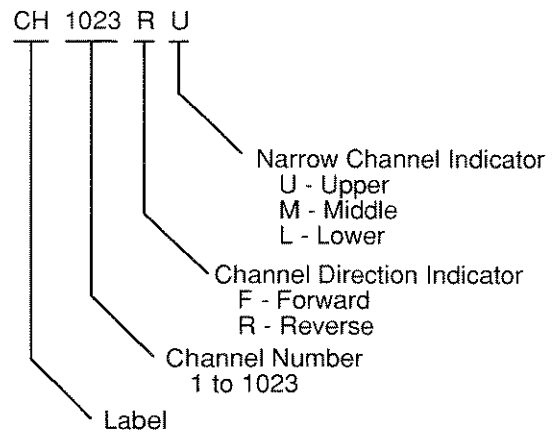 CH 1023 R U
Narrow Channel Indicator
U - Upper
M - Middle
L - Lower
Channel Direction Indicator
F - Forward
R - Reverse
Channel Number
1 to 1023
Label